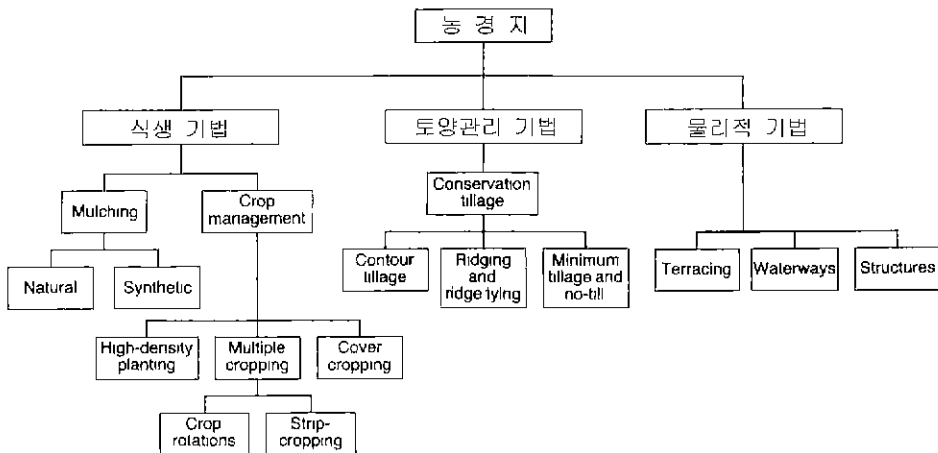 농 경 지
식생 기법
토양관리 기법
물리적 기법
Conservation
tillage
Mulching
Crop
management
Contour
tillage
Ridging
and
ridge tying
Minimum
tillage and
no-till
Terracing
Waterways
Structures
Natural
Synthetic
High-density
planting
Multiple
cropping
Cover
cropping
Crop
rotations
Strip-
cropping